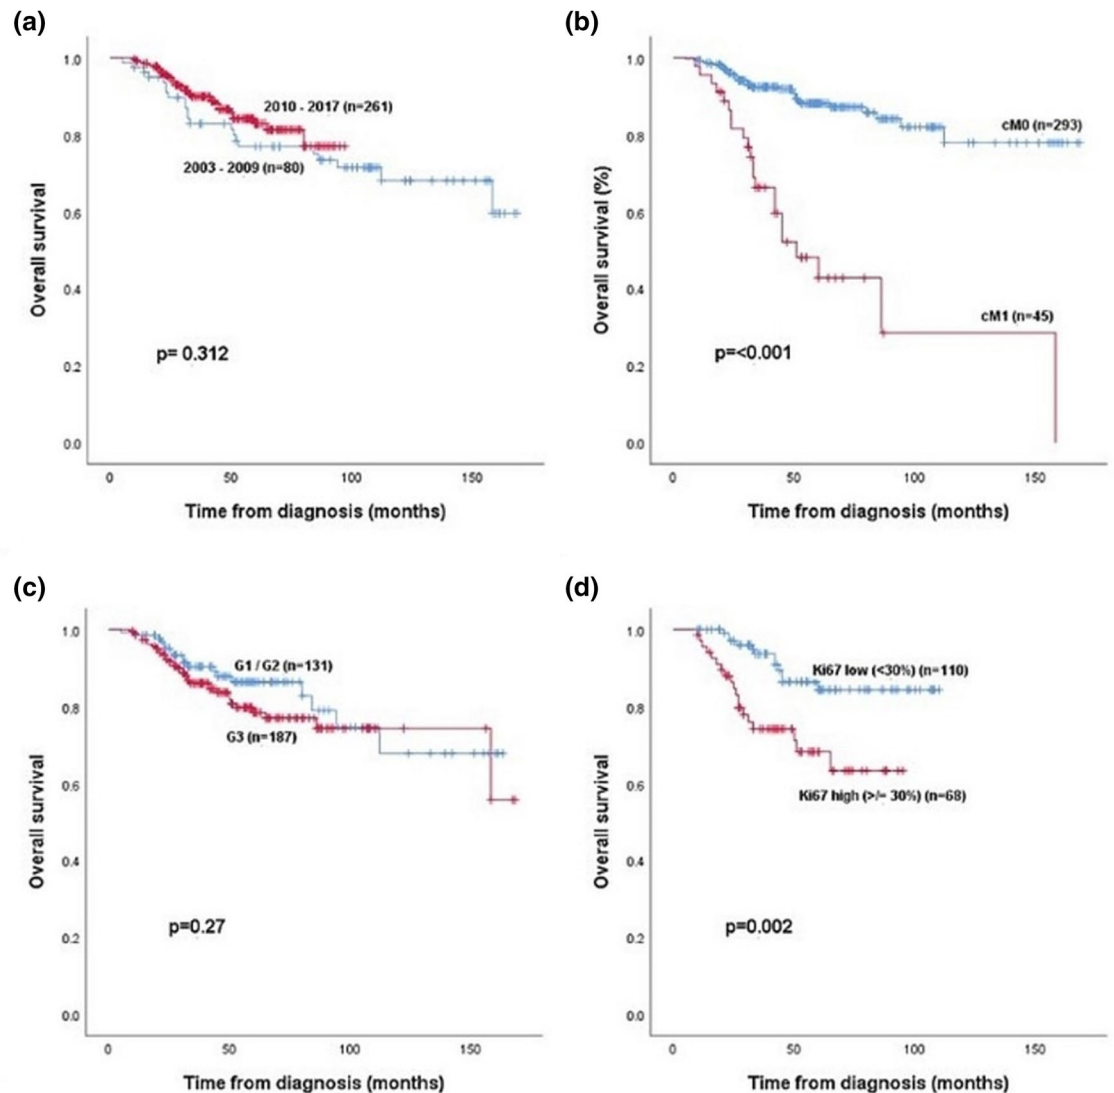 (a)
(b)
1.0
0.8
0.6
0.4
0.2
0.0
Overall survival
2010 - 2017 (n=261)
2003 - 2009 (n=80)
p= 0.312
0 50 100 150
Time from diagnosis (months)
1.0
0.8
0.6
0.4
0.2
0.0
Overall survival (%)
cM0 (n=293)
cM1 (n=45)
p=<0.001
0 50 100 150
Time from diagnosis (months)
(c)
(d)
1.0
0.8
0.6
0.4
0.2
0.0
Overall survival
G1 / G2 (n=131)
G3 (n=187)
p=0.27
0 50 100 150
Time from diagnosis (months)
1.0
0.8
0.6
0.4
0.2
0.0
Overall survival
Ki67 low (<30%) (n=110)
Ki67 high (>/= 30%) (n=68)
p=0.002
0 50 100 150
Time from diagnosis (months)